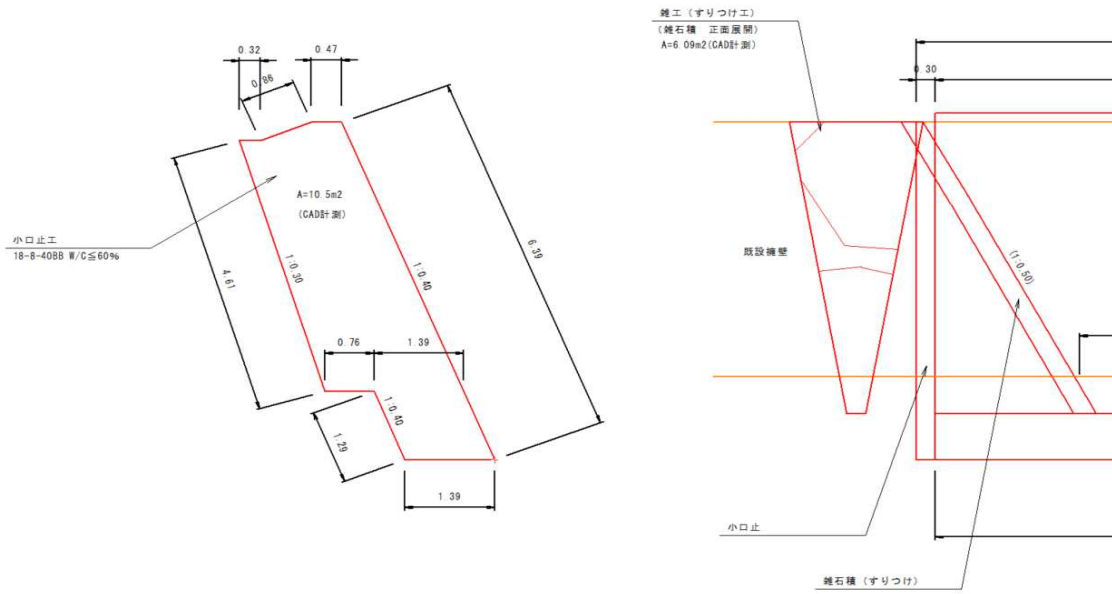 0.32
0.47
0.86
A=10.5m2
(CAD計測)
小口止工
18-8-40BB W/C≦60%
4.61
1:0.30
1:0.40
6.39
0.76
1.39
1:0.40
1.29
1.39
雑工 (ずりつけ工)
(雑石積 正面展開)
A=6.09m2(CAD計測)
0.30
既設擁壁
(1:0.50)
小口止
雑石積 (ずりつけ)